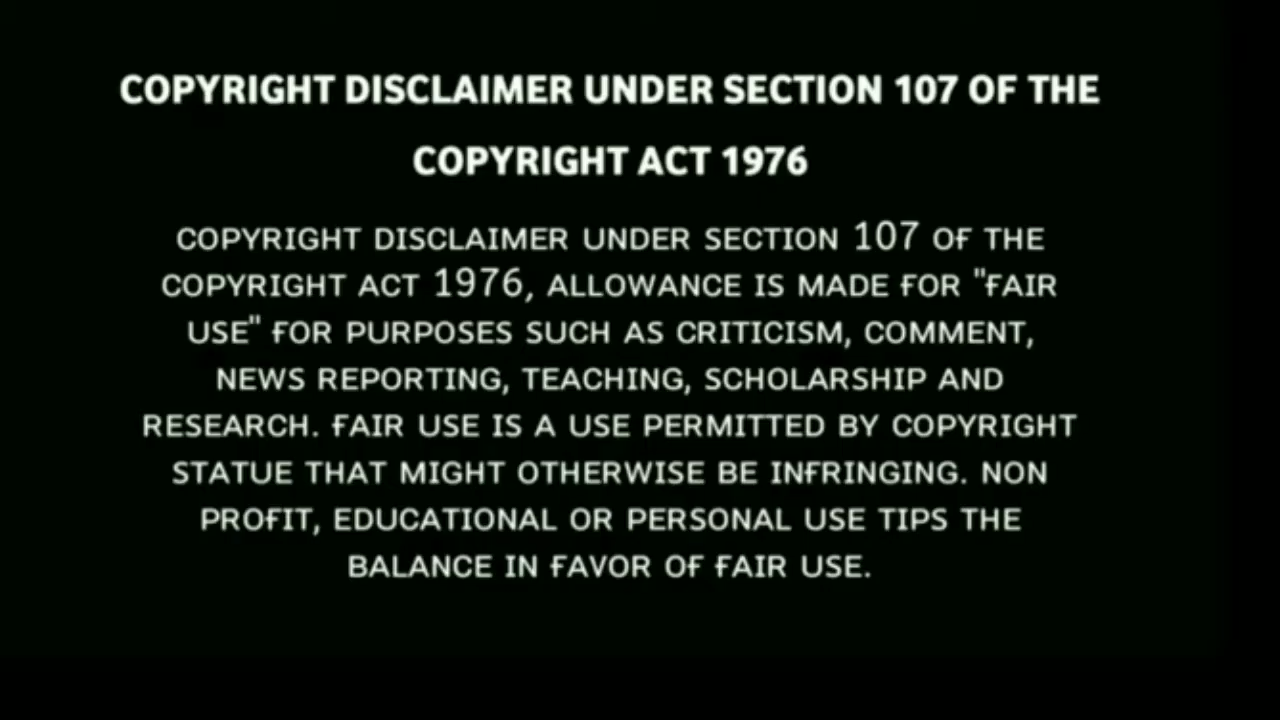 COPYRIGHT DISCLAIMER UNDER SECTION 107 OF THE
COPYRIGHT ACT 1976
COPYRIGHT DISCLAIMER UNDER SECTION 107 OF THE
COPYRIGHT ACT 1976, ALLOWANCE IS MADE FOR "FAIR
USE" FOR PURPOSES SUCH AS CRITICISM, COMMENT,
NEWS REPORTING, TEACHING, SCHOLARSHIP AND
RESEARCH. FAIR USE IS A USE PERMITTED BY COPYRIGHT
STATUE THAT MIGHT OTHERWISE BE INFRINGING. NON
PROFIT, EDUCATIONAL OR PERSONAL USE TIPS THE
BALANCE IN FAVOR OF FAIR USE.